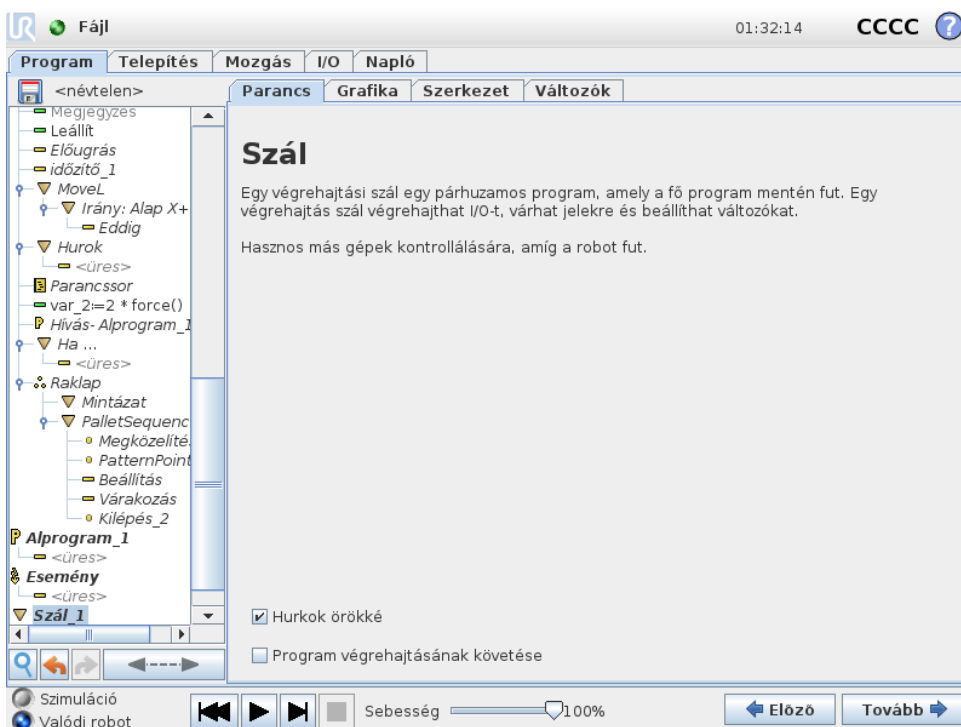 UR Fájl 01:32:14 CCCC ?
Program Telepítés Mozgás I/O Napló
<névtelen>
Parancs Grafika Szerkezet Változók
Megjegyzés
Leállít
Előugrás
időzítő_1
MoveL
Irány: Alap X+
Eddig
Hurok
<üres>
Parancssor
var_2:=2 * force()
P Hívás- Alprogram_1
Ha ...
<üres>
Raklap
Mintázat
PalletSequenc
Megközelíté
PatternPoint
Beállítás
Várakozás
Kilépés_2
P Alprogram_1
<üres>
Esemény
<üres>
Szál_1
Szál
Egy végrehajtási szál egy párhuzamos program, amely a fő program mentén fut. Egy
végrehajtás szál végrehajthat I/O-t, várhat jelekre és beállíthat változókat.
Hasznos más gépek kontrollálására, amíg a robot fut.
Hurkok örökké
Program végrehajtásának követése
Szimuláció
Valódi robot
Sebesség 100%
Előző
Tovább